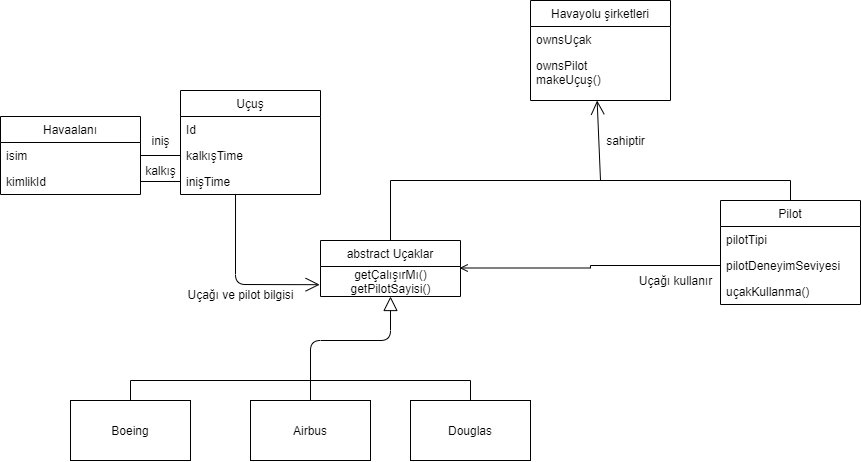 Havayolu şirketleri
ownsUçak
ownsPilot
makeUçuş()
sahiptir
Uçuş
Id
kalkışTime
inişTime
Havaalanı
isim
kimlikId
iniş
kalkış
Pilot
pilotTipi
pilotDeneyimSeviyesi
uçakKullanma()
abstract Uçaklar
getÇalışırMı()
getPilotSayisi()
Uçağı kullanır
Uçağı ve pilot bilgisi
Boeing
Airbus
Douglas